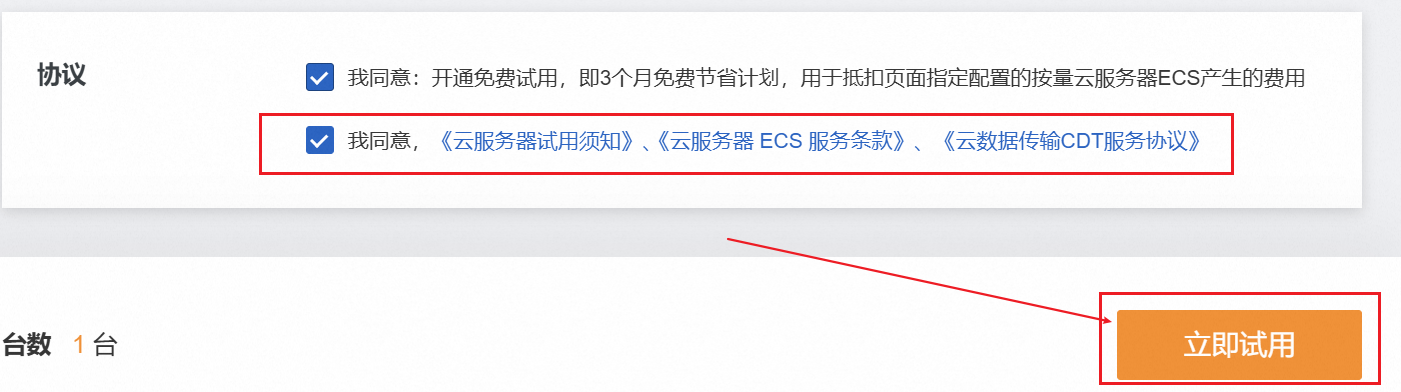 协议
我同意：开通免费试用，即3个月免费节省计划，用于抵扣页面指定配置的按量云服务器ECS产生的费用
我同意，《云服务器试用须知》、《云服务器 ECS 服务条款》、《云数据传输CDT服务协议》
台数 1 台
立即试用